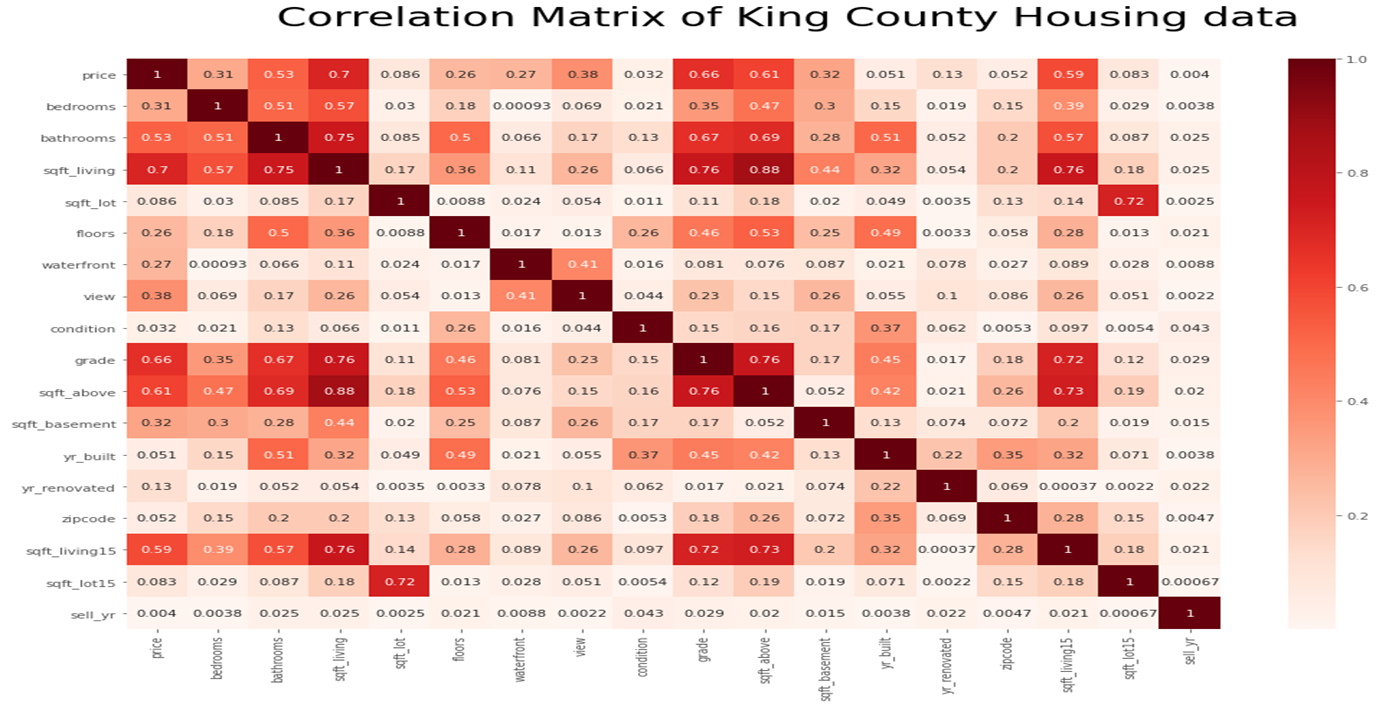 Correlation Matrix of King County Housing data
price 1 0.31 0.53 0.7 0.086 0.26 0.27 0.38 0.032 0.66 0.61 0.32 0.051 0.13 0.052 0.59 0.083 0.004
bedrooms 0.31 1 0.51 0.57 0.03 0.18 0.00093 0.069 0.021 0.35 0.47 0.3 0.15 0.019 0.15 0.39 0.029 0.0038
bathrooms 0.53 0.51 1 0.75 0.085 0.5 0.066 0.17 0.13 0.67 0.69 0.28 0.51 0.052 0.2 0.57 0.087 0.025
sqft_living 0.7 0.57 0.75 1 0.17 0.36 0.11 0.26 0.066 0.76 0.88 0.44 0.32 0.054 0.2 0.76 0.18 0.025
sqft_lot 0.086 0.03 0.085 0.17 1 0.0088 0.024 0.054 0.011 0.11 0.18 0.02 0.049 0.0035 0.13 0.14 0.72 0.0025
floors 0.26 0.18 0.5 0.36 0.0088 1 0.017 0.013 0.26 0.46 0.53 0.25 0.49 0.0033 0.058 0.28 0.013 0.021
waterfront 0.27 0.00093 0.066 0.11 0.024 0.017 1 0.41 0.016 0.081 0.076 0.087 0.021 0.078 0.027 0.089 0.028 0.0088
view 0.38 0.069 0.17 0.26 0.054 0.013 0.41 1 0.044 0.23 0.15 0.26 0.055 0.1 0.086 0.26 0.051 0.0022
condition 0.032 0.021 0.13 0.066 0.011 0.26 0.016 0.044 1 0.15 0.16 0.17 0.37 0.062 0.0053 0.097 0.0054 0.043
grade 0.66 0.35 0.67 0.76 0.11 0.46 0.081 0.23 0.15 1 0.76 0.17 0.45 0.017 0.18 0.72 0.12 0.029
sqft_above 0.61 0.47 0.69 0.88 0.18 0.53 0.076 0.15 0.16 0.76 1 0.052 0.42 0.021 0.26 0.73 0.19 0.02
sqft_basement 0.32 0.3 0.28 0.44 0.02 0.25 0.087 0.26 0.17 0.17 0.052 1 0.13 0.074 0.072 0.2 0.019 0.015
yr_built 0.051 0.15 0.51 0.32 0.049 0.49 0.021 0.055 0.37 0.45 0.42 0.13 1 0.22 0.35 0.32 0.071 0.0038
yr_renovated 0.13 0.019 0.052 0.054 0.0035 0.0033 0.078 0.1 0.062 0.017 0.021 0.074 0.22 1 0.069 0.00037 0.0022 0.022
zipcode 0.052 0.15 0.2 0.2 0.13 0.058 0.027 0.086 0.0053 0.18 0.26 0.072 0.35 0.069 1 0.28 0.15 0.0047
sqft_living15 0.59 0.39 0.57 0.76 0.14 0.28 0.089 0.26 0.097 0.72 0.73 0.2 0.32 0.00037 0.28 1 0.18 0.021
sqft_lot15 0.083 0.029 0.087 0.18 0.72 0.013 0.028 0.051 0.0054 0.12 0.19 0.019 0.071 0.0022 0.15 0.18 1 0.00067
sell_yr 0.004 0.0038 0.025 0.025 0.0025 0.021 0.0088 0.0022 0.043 0.029 0.02 0.015 0.0038 0.022 0.0047 0.021 0.00067 1
price bedrooms bathrooms sqft_living sqft_lot floors waterfront view condition grade sqft_above sqft_basement yr_built yr_renovated zipcode sqft_living15 sqft_lot15 sell_yr
1.0
0.8
0.6
0.4
0.2